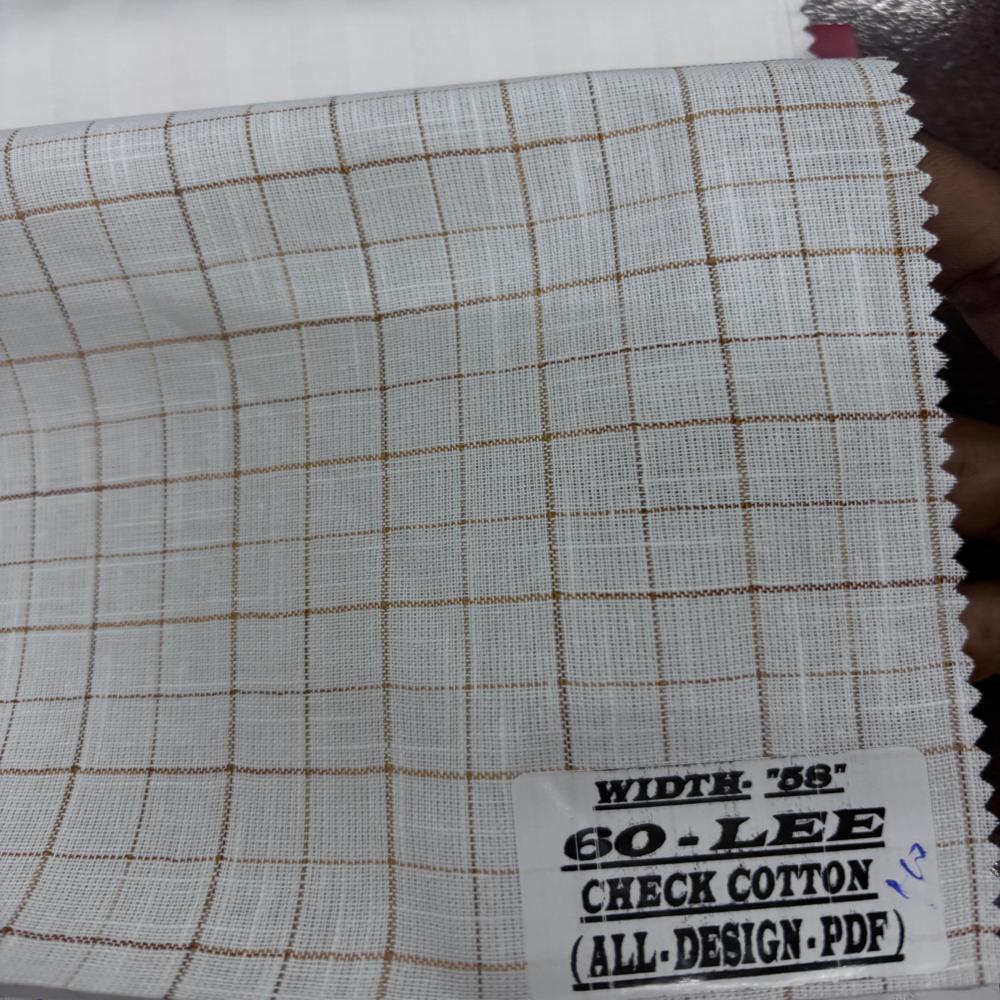 WIDTH- "58"
60-LEE
CHECK COTTON
(ALL-DESIGN-PDF)